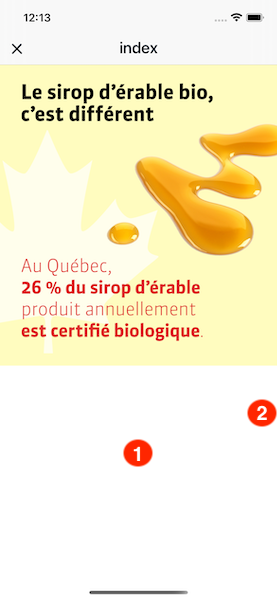 12:13
index
Le sirop d'érable bio,
c'est différent
Au Québec,
26 % du sirop d'érable
produit annuellement
est certifié biologique.
2
1